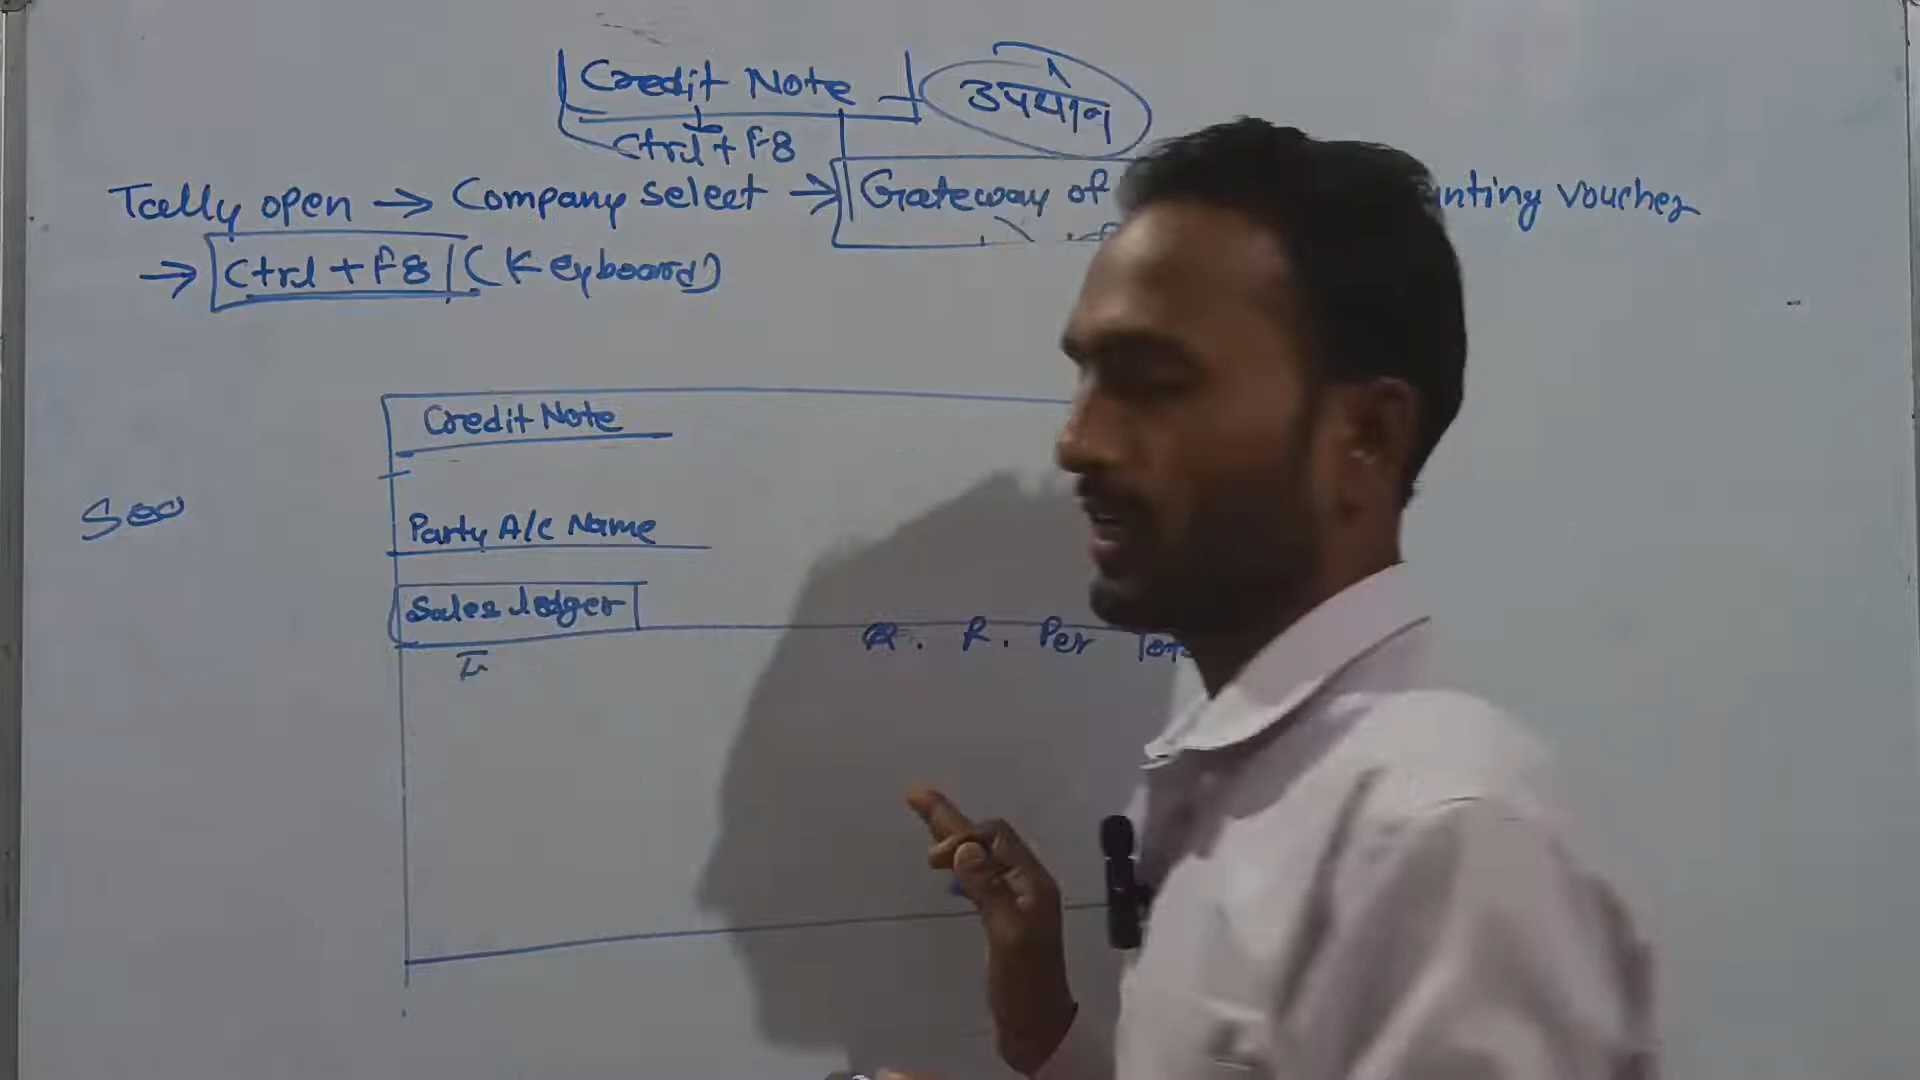 Credit Note उपयोग
Ctrl + F8
Tally open → Company select → Gateway of unting voucher
→ Ctrl + F8 (Keyboard)
Credit Note
Party A/c Name
Sales ledger
Q. R. Per Tot